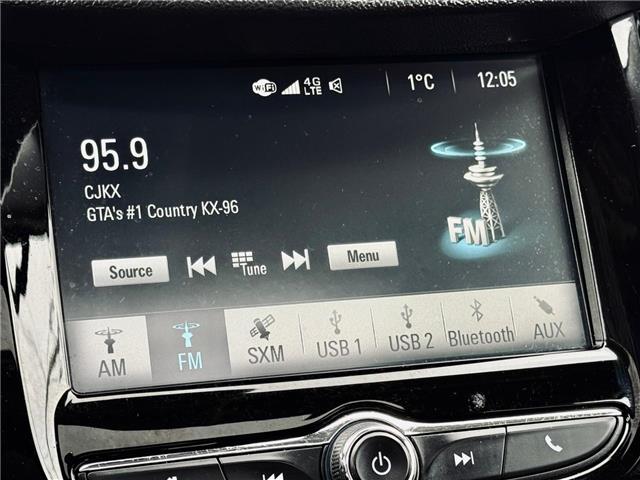 WiFi 4G LTE 1°C 12:05
95.9
CJKX
GTA's #1 Country KX-96
FM
Source Tune Menu
AM FM SXM USB 1 USB 2 Bluetooth AUX